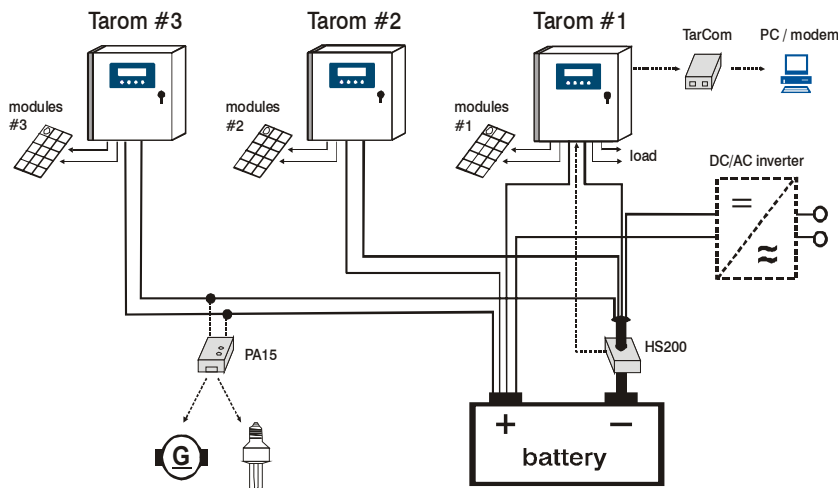 Tarom #3
Tarom #2
Tarom #1
TarCom
PC / modem
modules
#3
modules
#2
modules
#1
load
DC/AC inverter
=
≈
HS200
PA15
G
+
−
battery